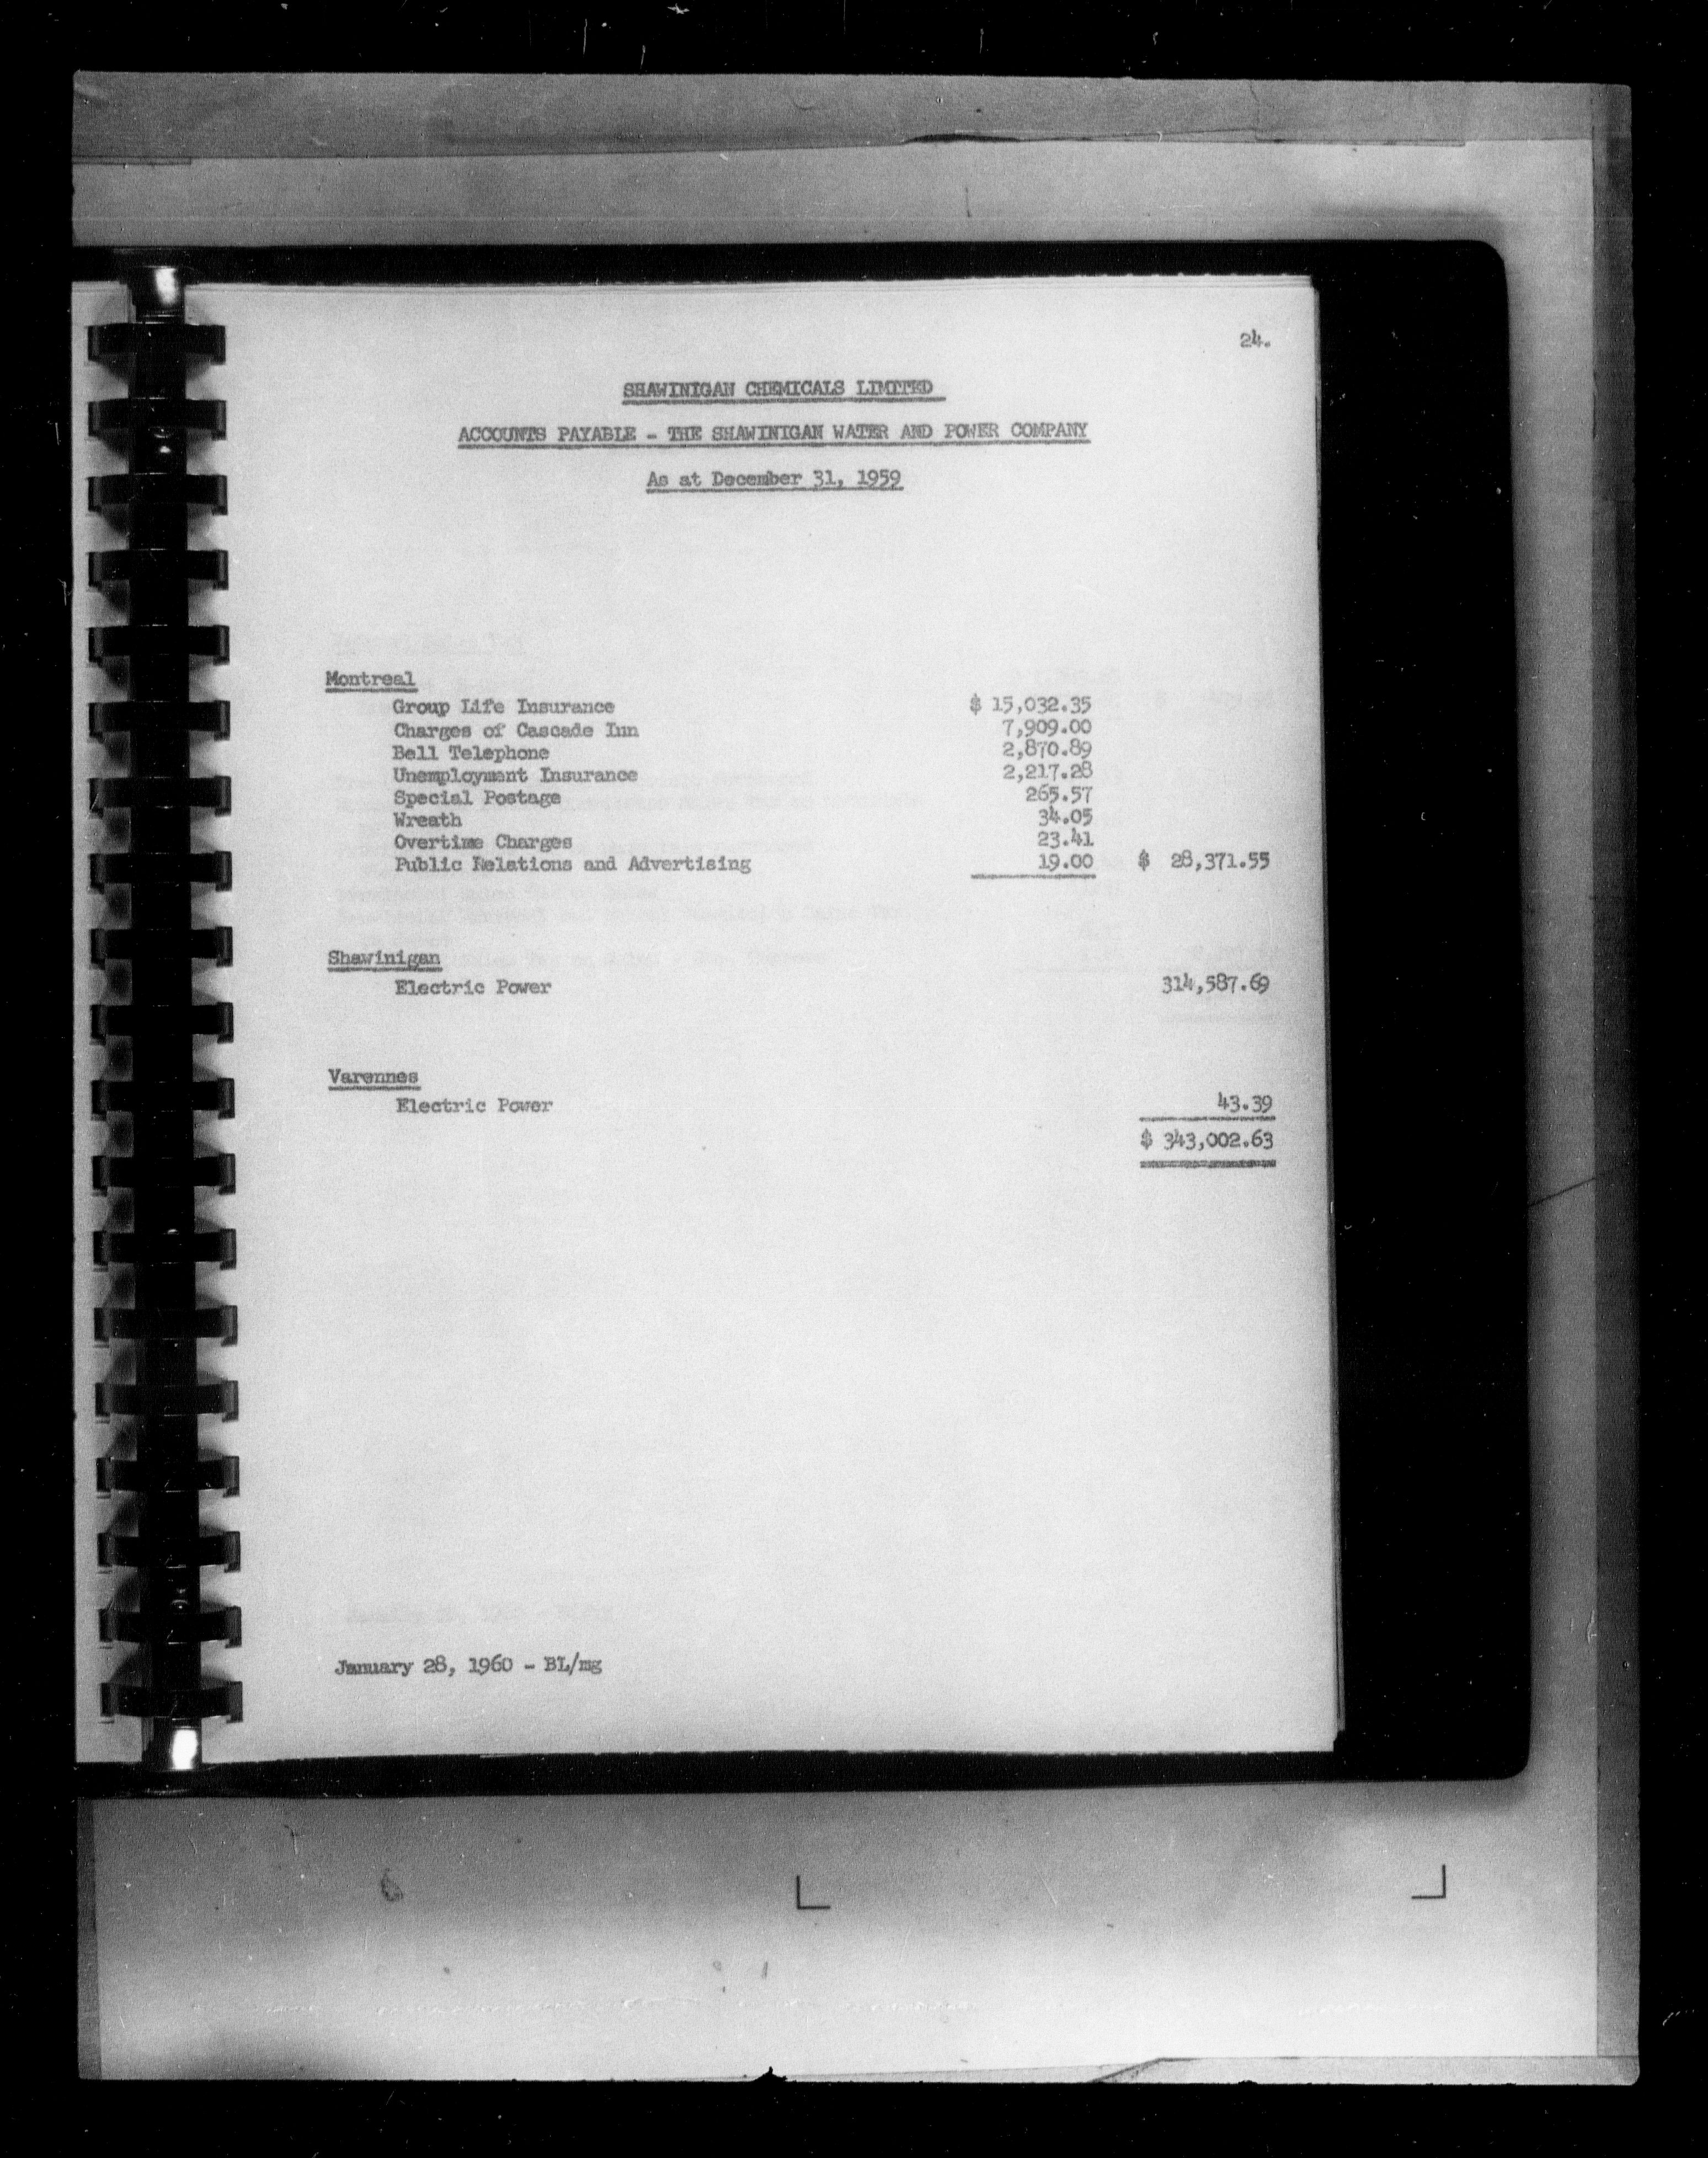 24.
SHAWINIGAN CHEMICALS LIMITED
ACCOUNTS PAYABLE - THE SHAWINIGAN WATER AND POWER COMPANY
As at December 31, 1959
Montreal
Group Life Insurance $ 15,032.35
Charges of Cascade Inn 7,909.00
Bell Telephone 2,870.89
Unemployment Insurance 2,217.28
Special Postage 265.57
Wreath 34.05
Overtime Charges 23.41
Public Relations and Advertising 19.00 $ 28,371.55
Shawinigan
Electric Power 314,587.69
Varennes
Electric Power 43.39
$ 343,002.63
January 28, 1960 - BL/mg